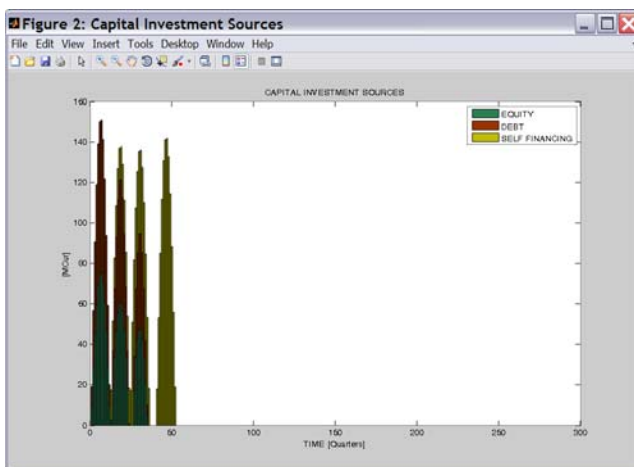 Figure 2: Capital Investment Sources
File Edit View Insert Tools Desktop Window Help
CAPITAL INVESTMENT SOURCES
160
140
120
100
80
60
40
20
0
[MCur]
EQUITY
DEBT
SELF FINANCING
0 50 100 150 200 250 300
TIME [Quarters]